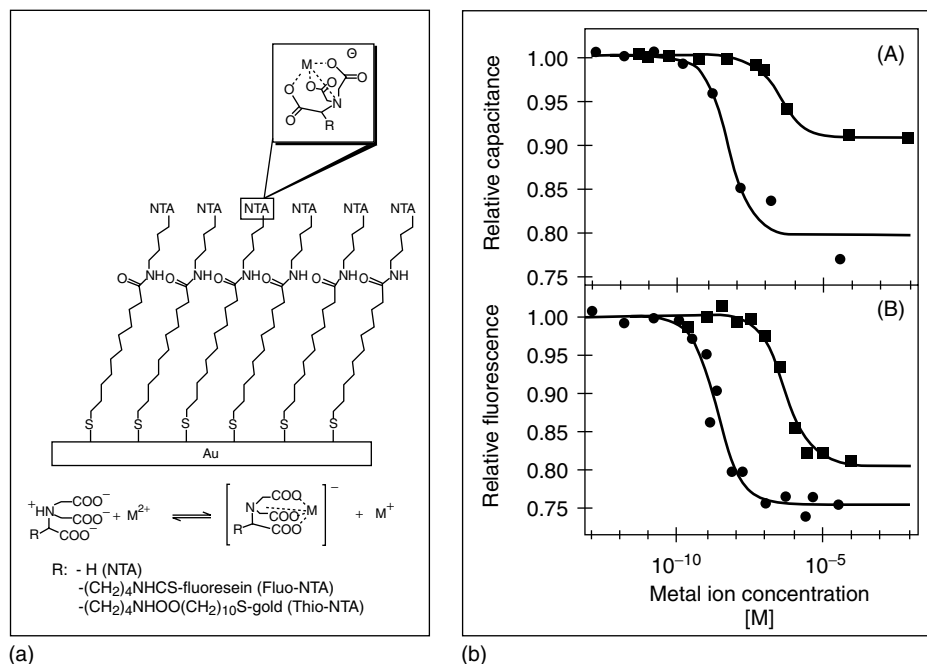 M
O
O
O
O
O
O
N
R
⊖
NTA NTA NTA NTA NTA NTA
O NH O NH O NH O NH O NH O NH
S S S S S S
Au
+ HN COO⁻ COO⁻ COO⁻ R + M²⁺ ⇌ [ N COO COO COO M R ]⁻ + M⁺
R: - H (NTA)
-(CH₂)₄NHCS-fluoresein (Fluo-NTA)
-(CH₂)₄NHOO(CH₂)₁₀S-gold (Thio-NTA)
(a)
(A)
Relative capacitance
1.00
0.95
0.90
0.85
0.80
0.75
(B)
Relative fluorescence
1.00
0.95
0.90
0.85
0.80
0.75
10⁻¹⁰ 10⁻⁵
Metal ion concentration
[M]
(b)